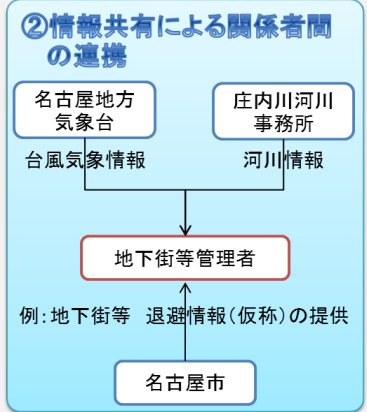 ②情報共有による関係者間
の連携
名古屋地方
気象台
庄内川河川
事務所
台風気象情報
河川情報
地下街等管理者
例:地下街等　退避情報(仮称)の提供
名古屋市